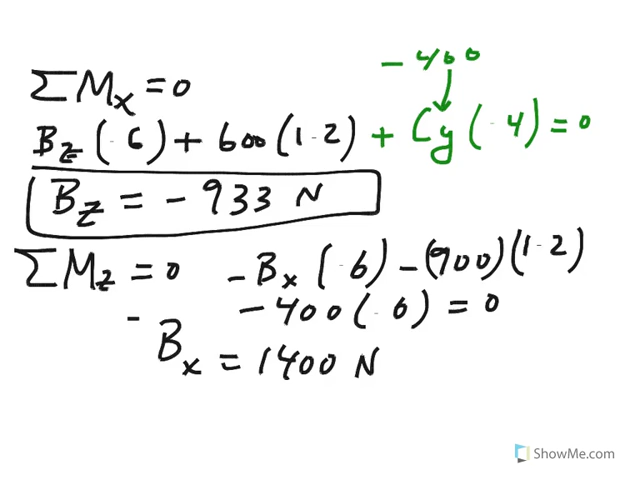 - 400
ΣMx = 0
Bz (.6) + 600 (1.2) + Cy (.4) = 0
Bz = - 933 N
ΣMz = 0 - Bx (.6) - (900)(1.2)
- 400 (.6) = 0
- Bx = 1400 N
ShowMe.com